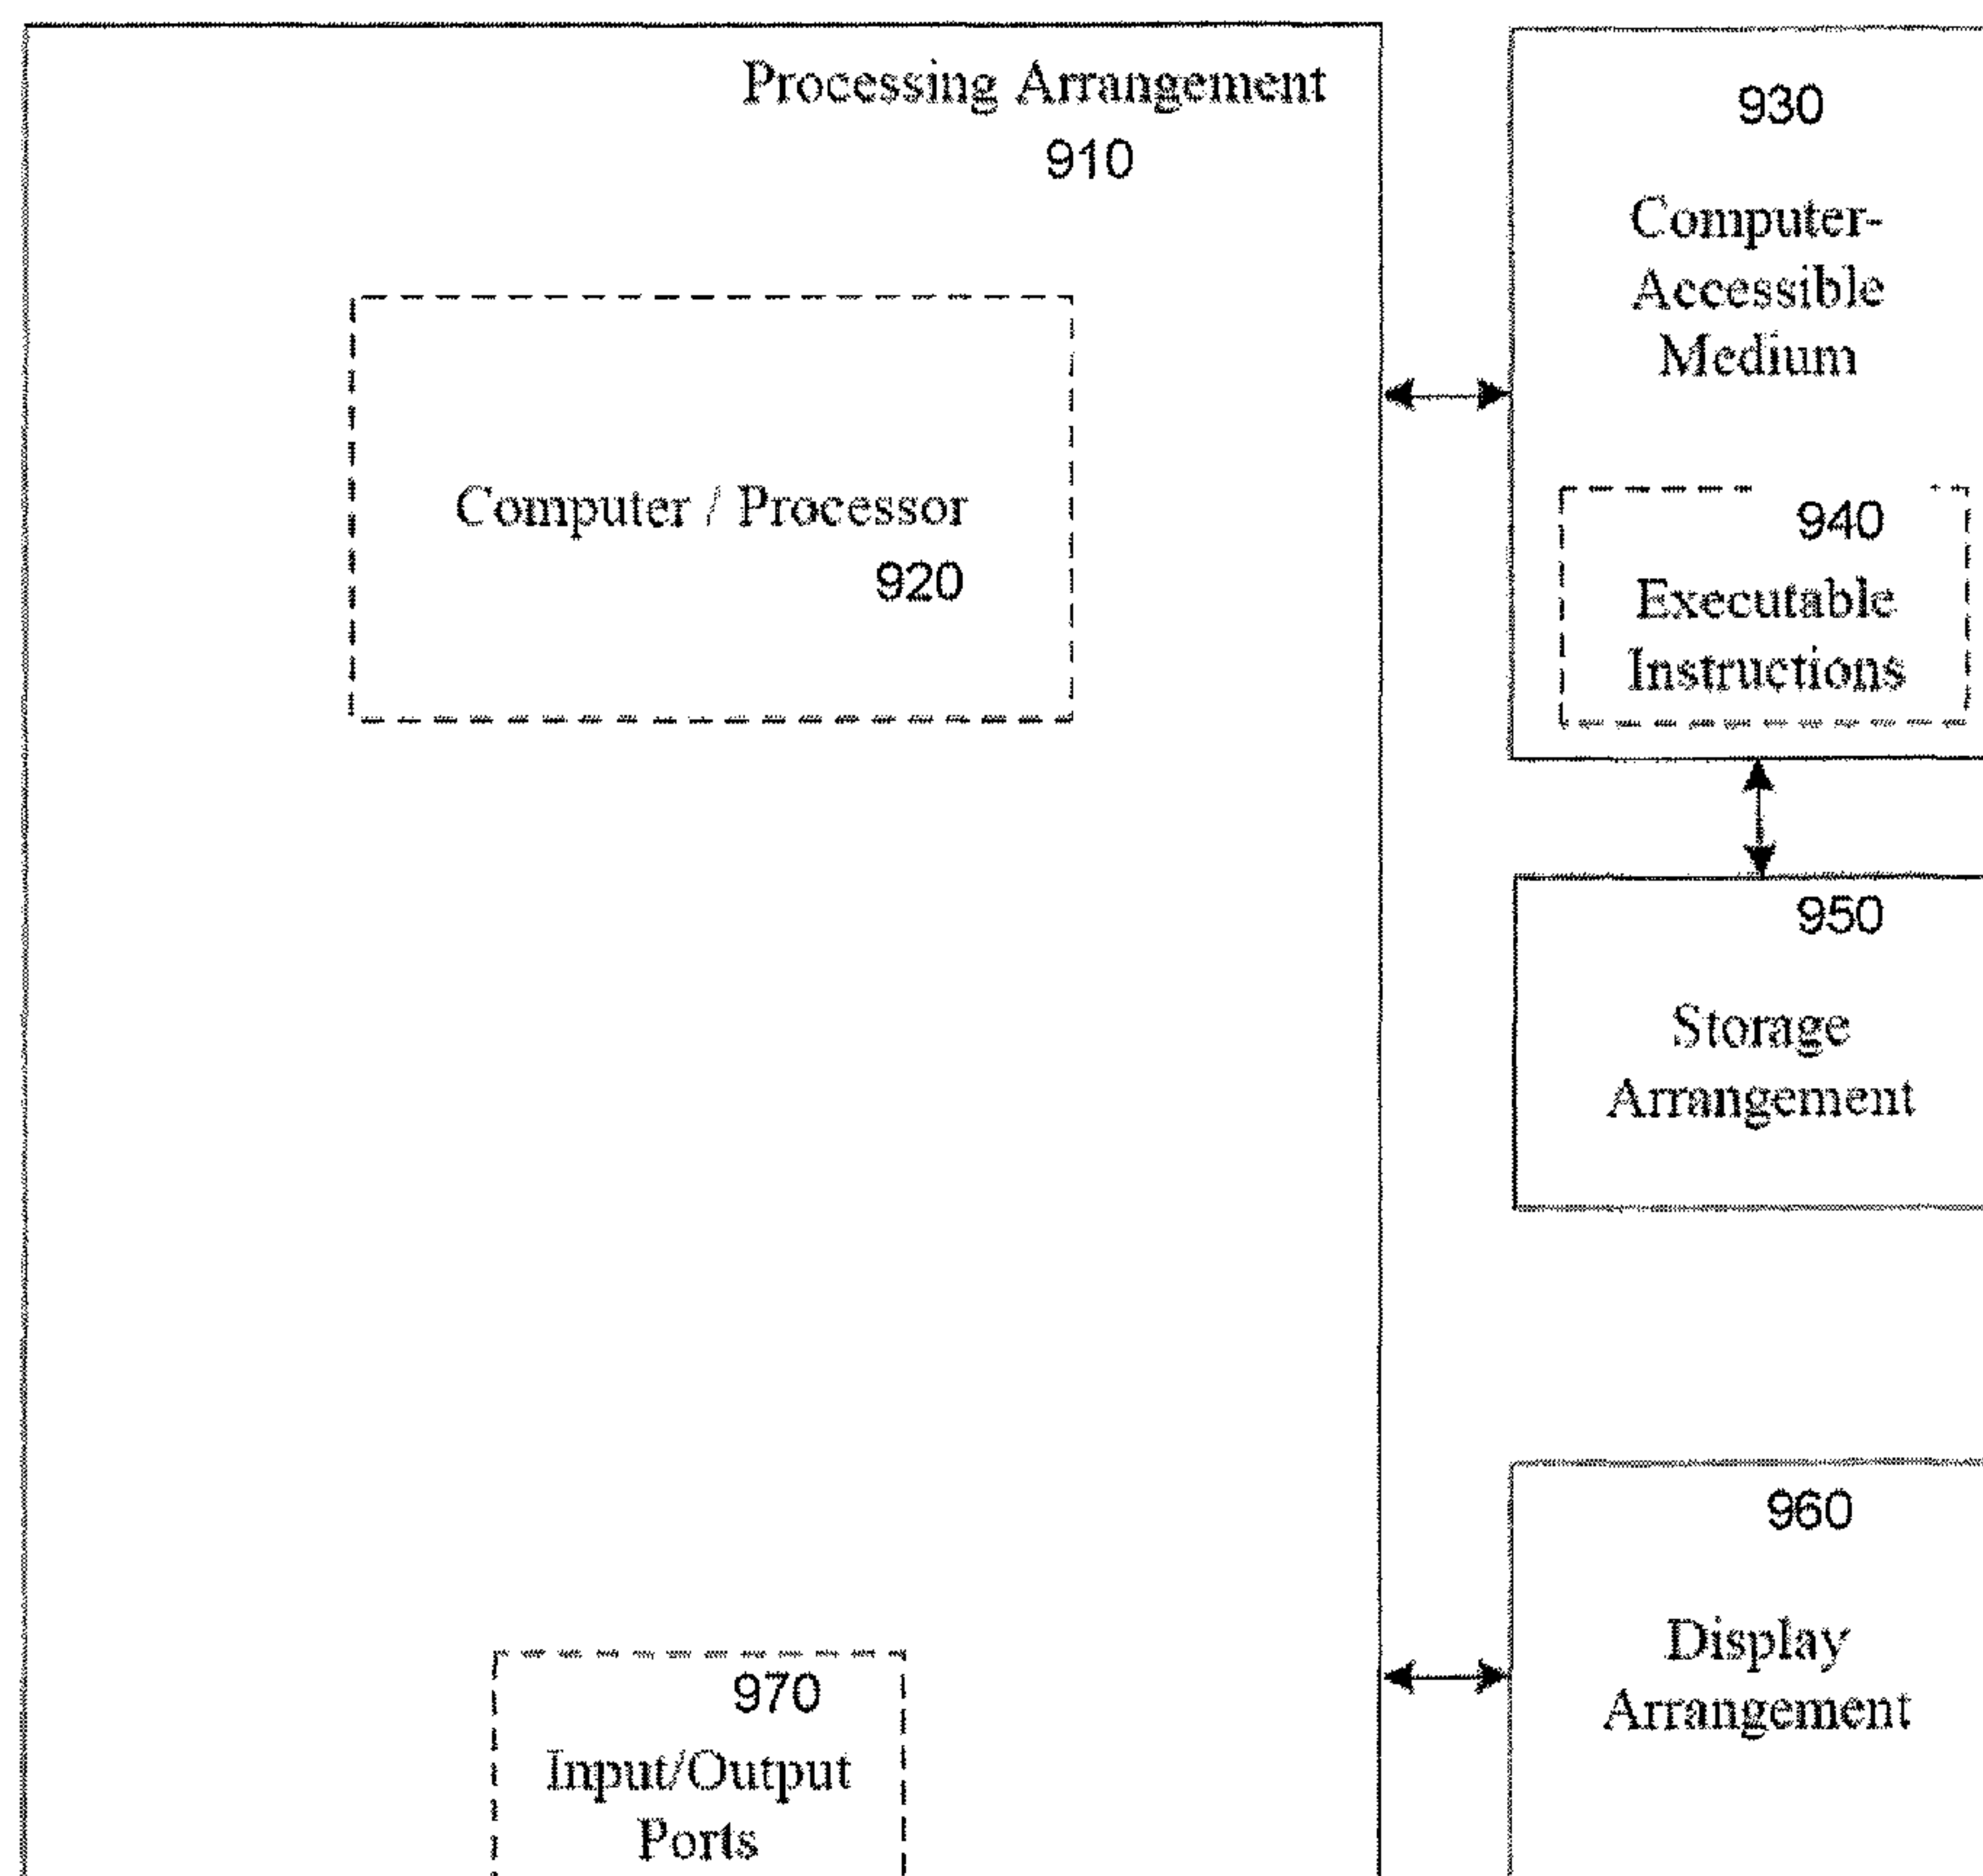 Processing Arrangement
910
Computer / Processor
920
930
Computer-
Accessible
Medium
940
Executable
Instructions
950
Storage
Arrangement
960
Display
Arrangement
970
Input/Output
Ports